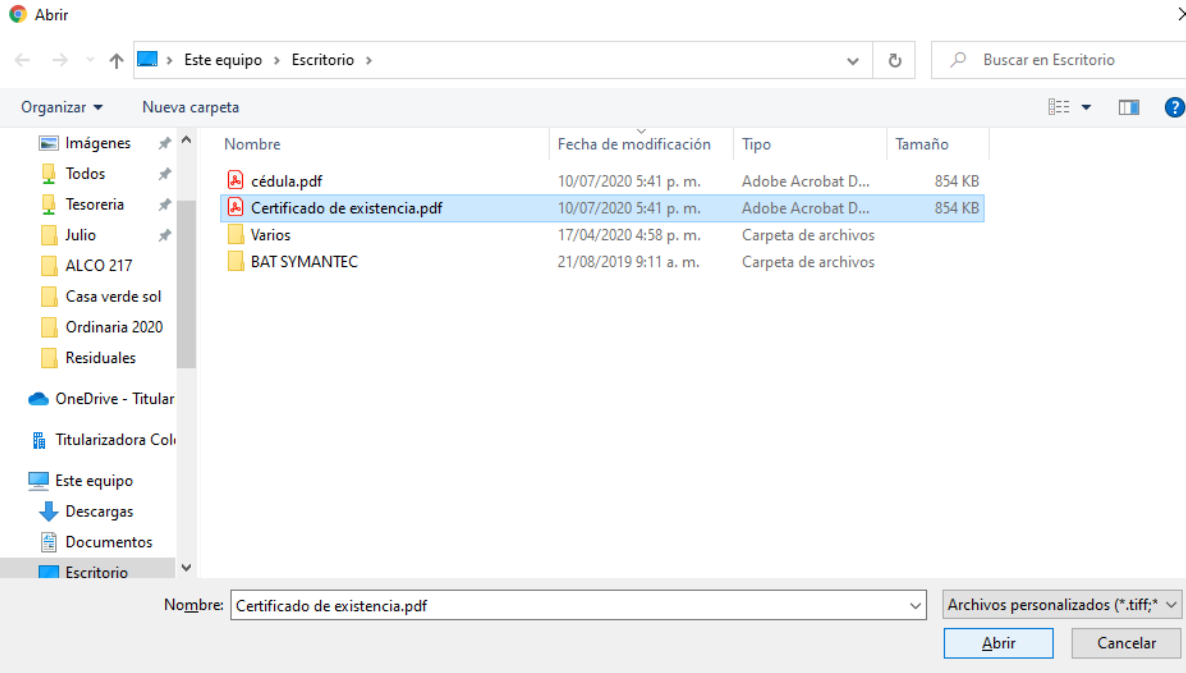 Abrir
Este equipo > Escritorio >
Buscar en Escritorio
Organizar Nueva carpeta
Nombre Fecha de modificación Tipo Tamaño
cédula.pdf 10/07/2020 5:41 p. m. Adobe Acrobat D... 854 KB
Certificado de existencia.pdf 10/07/2020 5:41 p. m. Adobe Acrobat D... 854 KB
Varios 17/04/2020 4:58 p. m. Carpeta de archivos
BAT SYMANTEC 21/08/2019 9:11 a. m. Carpeta de archivos
Imágenes
Todos
Tesoreria
Julio
ALCO 217
Casa verde sol
Ordinaria 2020
Residuales
OneDrive - Titular
Titularizadora Col
Este equipo
Descargas
Documentos
Escritorio
Nombre: Certificado de existencia.pdf
Archivos personalizados (*.tiff;*
Abrir Cancelar